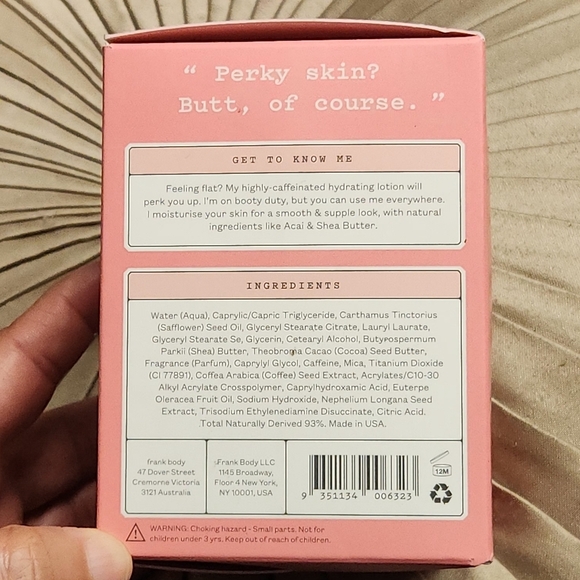 “ Perky skin?
Butt, of course. ”
GET TO KNOW ME
Feeling flat? My highly-caffeinated hydrating lotion will
perk you up. I'm on booty duty, but you can use me everywhere.
I moisturise your skin for a smooth & supple look, with natural
ingredients like Acai & Shea Butter.
INGREDIENTS
Water (Aqua), Caprylic/Capric Triglyceride, Carthamus Tinctorius
(Safflower) Seed Oil, Glyceryl Stearate Citrate, Lauryl Laurate,
Glyceryl Stearate Se, Glycerin, Cetearyl Alcohol, Butyrospermum
Parkii (Shea) Butter, Theobroma Cacao (Cocoa) Seed Butter,
Fragrance (Parfum), Caprylyl Glycol, Caffeine, Mica, Titanium Dioxide
(CI 77891), Coffea Arabica (Coffee) Seed Extract, Acrylates/C10-30
Alkyl Acrylate Crosspolymer, Caprylhydroxamic Acid, Euterpe
Oleracea Fruit Oil, Sodium Hydroxide, Nephelium Longana Seed
Extract, Trisodium Ethylenediamine Disuccinate, Citric Acid.
Total Naturally Derived 93%. Made in USA.
frank body
47 Dover Street
Cremorne Victoria
3121 Australia
Frank Body LLC
1145 Broadway,
Floor 4 New York,
NY 10001, USA
9 351134 006323
12M
WARNING: Choking hazard - Small parts. Not for
children under 3 yrs. Keep out of reach of children.